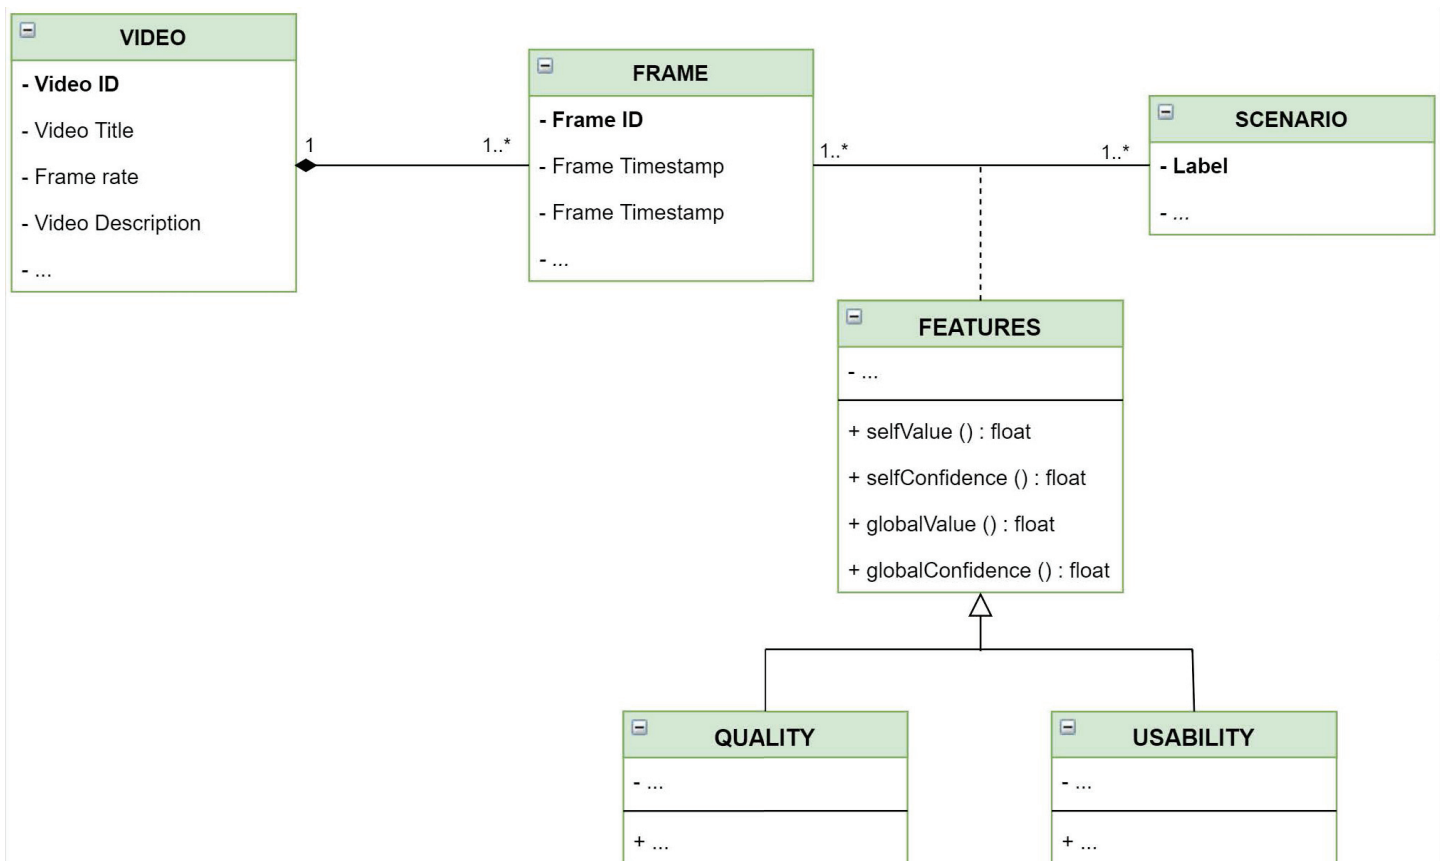 VIDEO
- Video ID
- Video Title
- Frame rate
- Video Description
- ...
1
1..*
FRAME
- Frame ID
- Frame Timestamp
- Frame Timestamp
- ...
1..*
1..*
SCENARIO
- Label
- ...
FEATURES
- ...
+ selfValue () : float
+ selfConfidence () : float
+ globalValue () : float
+ globalConfidence () : float
QUALITY
- ...
+ ...
USABILITY
- ...
+ ...